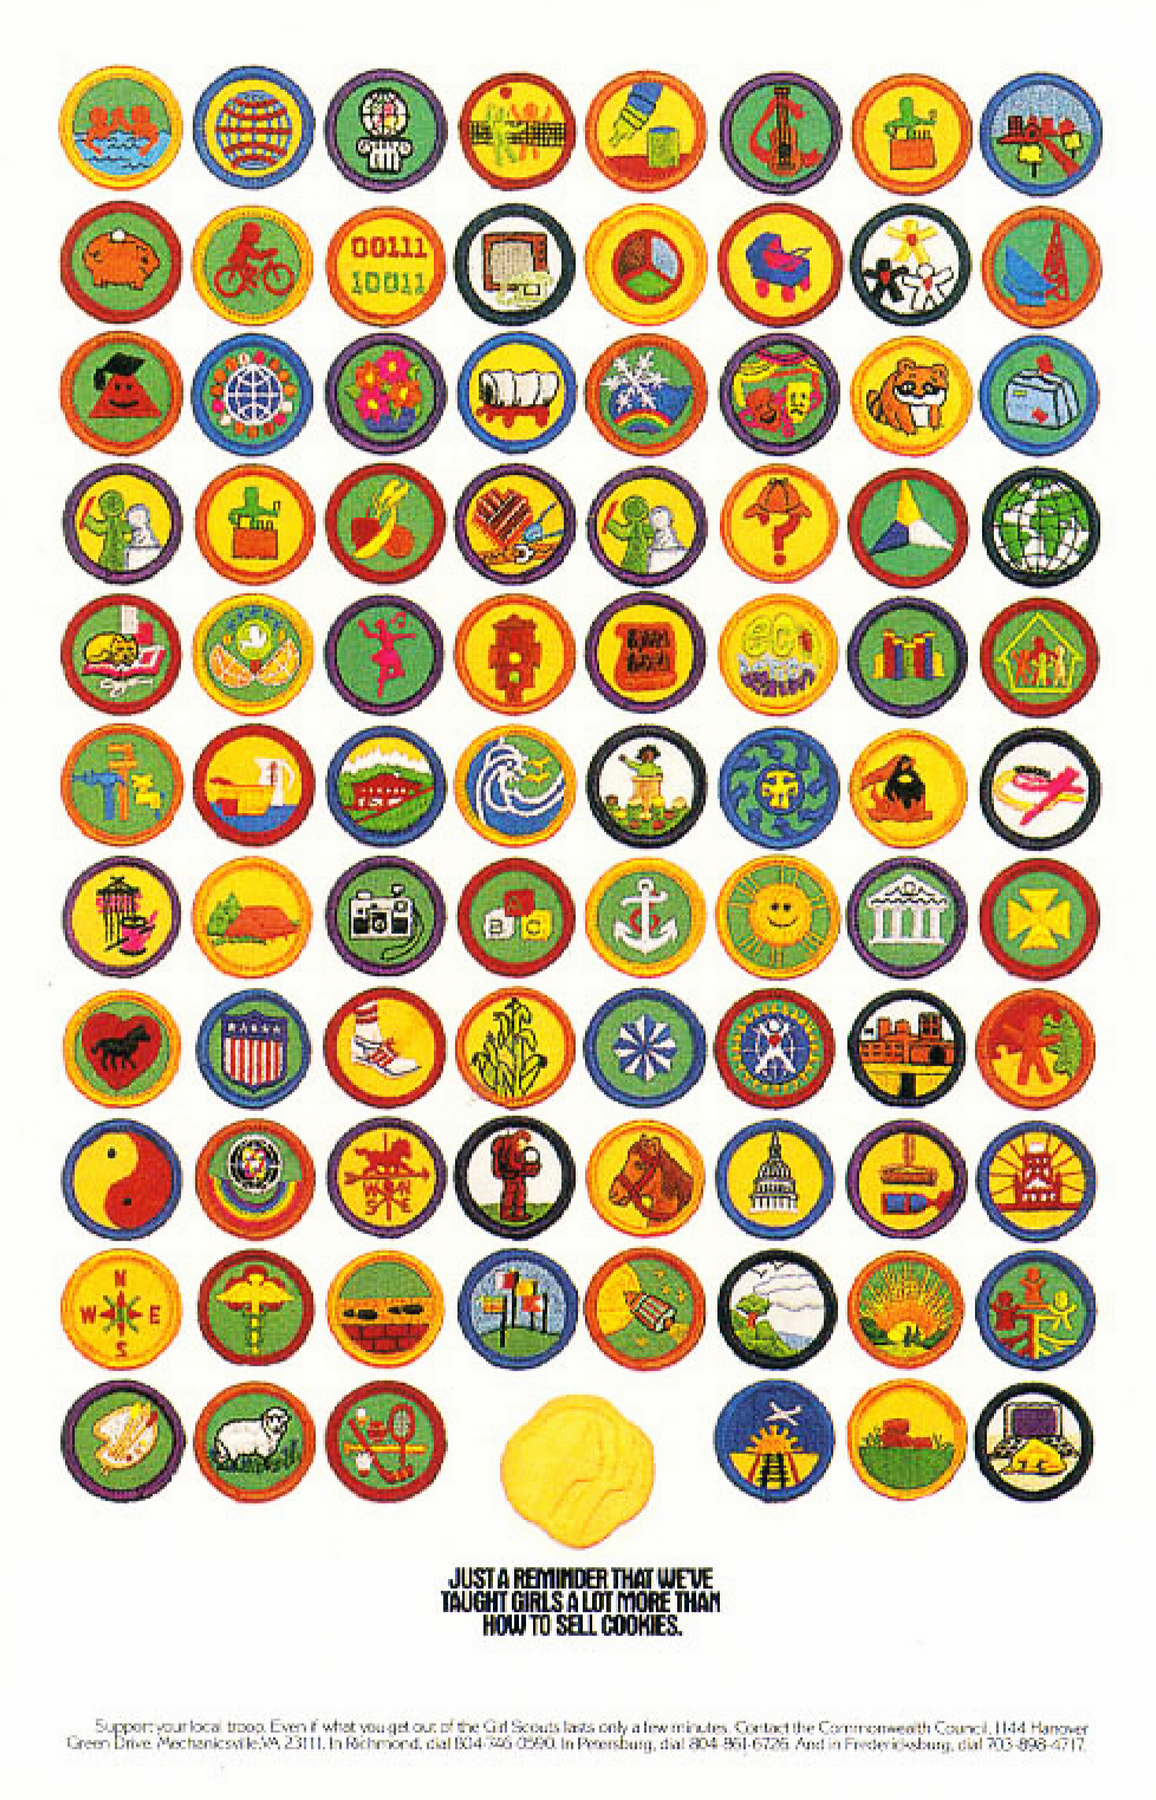 00111
10011
eco
B A C
N
W E
S
JUST A REMINDER THAT WE'VE
TAUGHT GIRLS A LOT MORE THAN
HOW TO SELL COOKIES.
Support your local troop. Even if what you get out of the Girl Scouts lasts only a few minutes. Contact the Commonwealth Council, 1144 Hanover
Green Drive, Mechanicsville, VA 23111. In Richmond, dial 804-746-0590. In Petersburg, dial 804-861-6726. And in Fredericksburg, dial 703-898-4717.